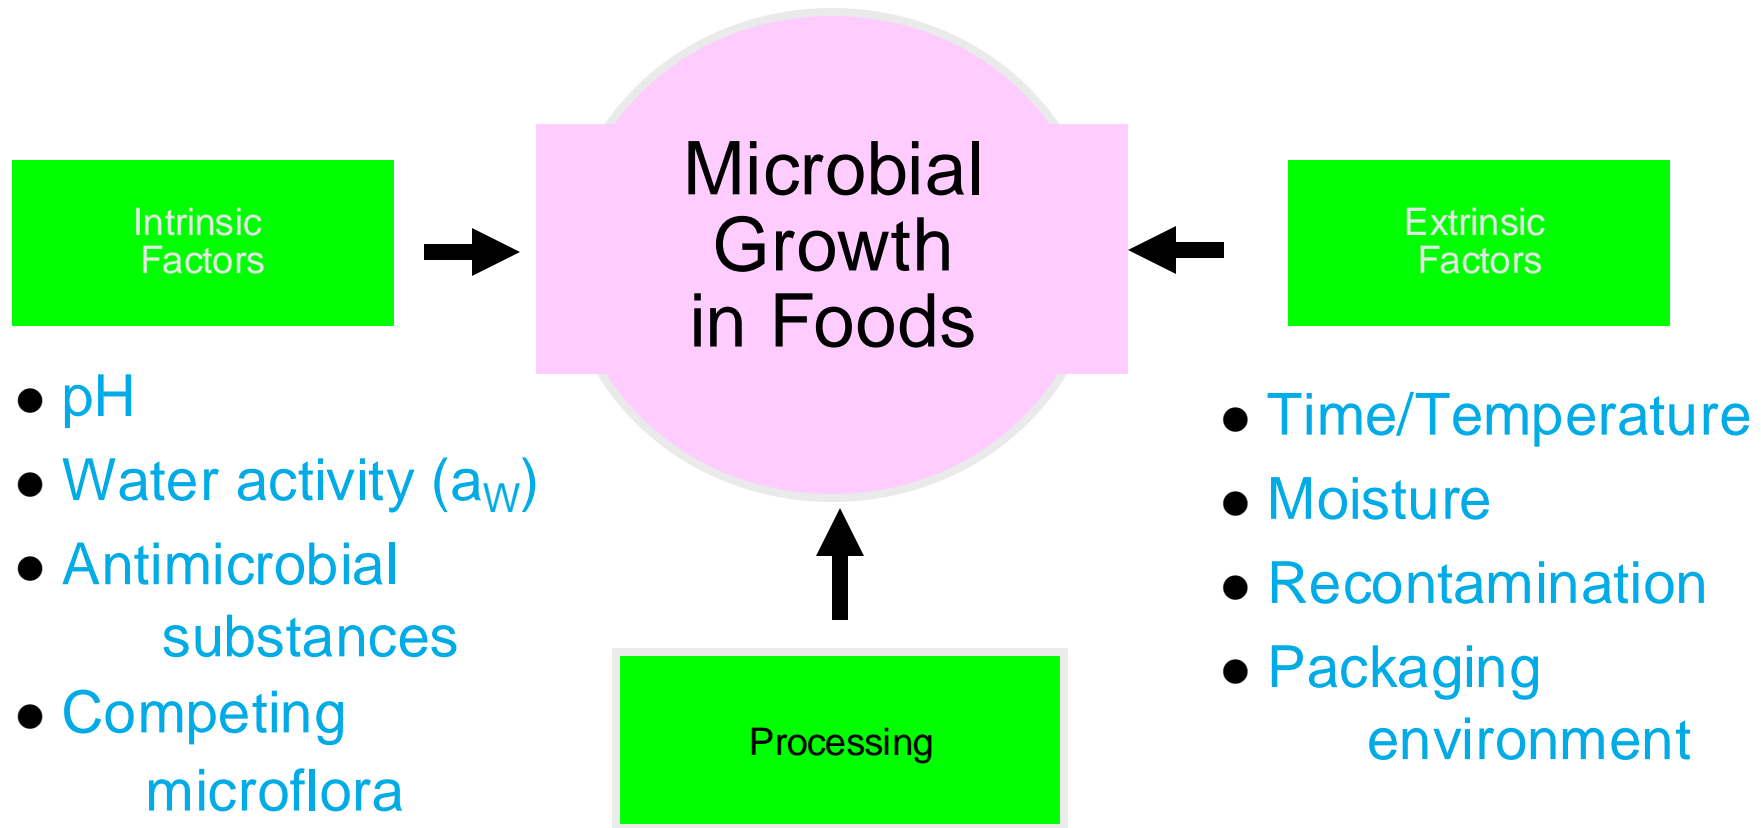 Microbial
Growth
in Foods
Intrinsic
Factors
● pH
● Water activity (aW)
● Antimicrobial
substances
● Competing
microflora
Processing
Extrinsic
Factors
● Time/Temperature
● Moisture
● Recontamination
● Packaging
environment